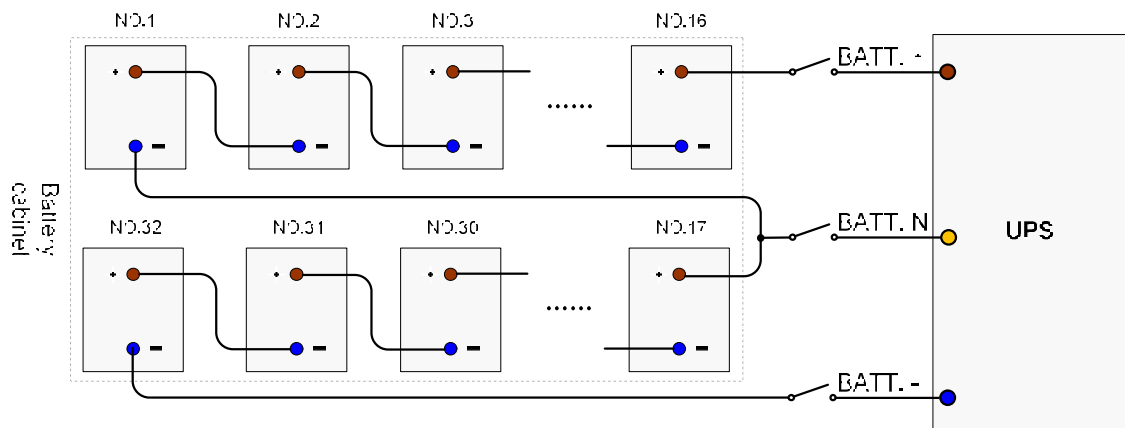 NO.1 NO.2 NO.3 NO.16
+ + + +
BATT. +
......
− − − −
Battery cabinet
NO.32 NO.31 NO.30 NO.17
BATT. N
UPS
+ + + +
......
− − − −
BATT. -